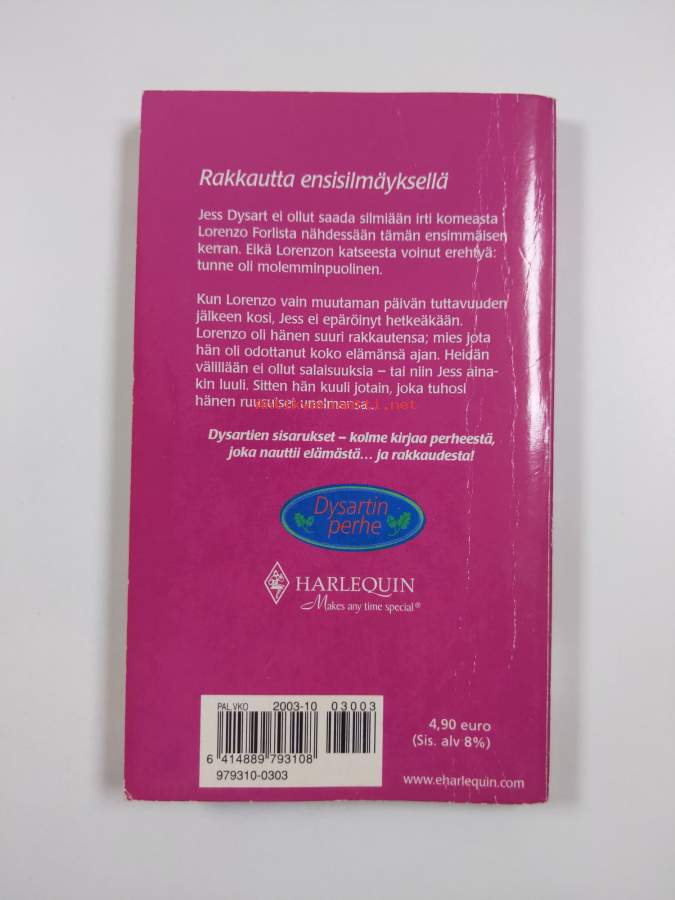 Rakkautta ensisilmäyksellä
Jess Dysart ei ollut saada silmiään irti komeasta
Lorenzo Forlista nähdessään tämän ensimmäisen
kerran. Eikä Lorenzon katseesta voinut erehtyä:
tunne oli molemminpuolinen.
Kun Lorenzo vain muutaman päivän tuttavuuden
jälkeen kosi, Jess ei epäröinyt hetkeäkään.
Lorenzo oli hänen suuri rakkautensa; mies jota
hän oli odottanut koko elämänsä ajan. Heidän
välillään ei ollut salaisuuksia – tai niin Jess aina-
kin luuli. Sitten hän kuuli jotain, joka tuhosi
hänen ruusuiset unelmansa.
Dysartien sisarukset – kolme kirjaa perheestä,
joka nauttii elämästä... ja rakkaudesta!
Dysartin
perhe
HARLEQUIN
Makes any time special®
PAL.VKO 2003-10 03003
6 414889 793108
979310-0303
4,90 euro
(Sis. alv 8%)
www.eharlequin.com